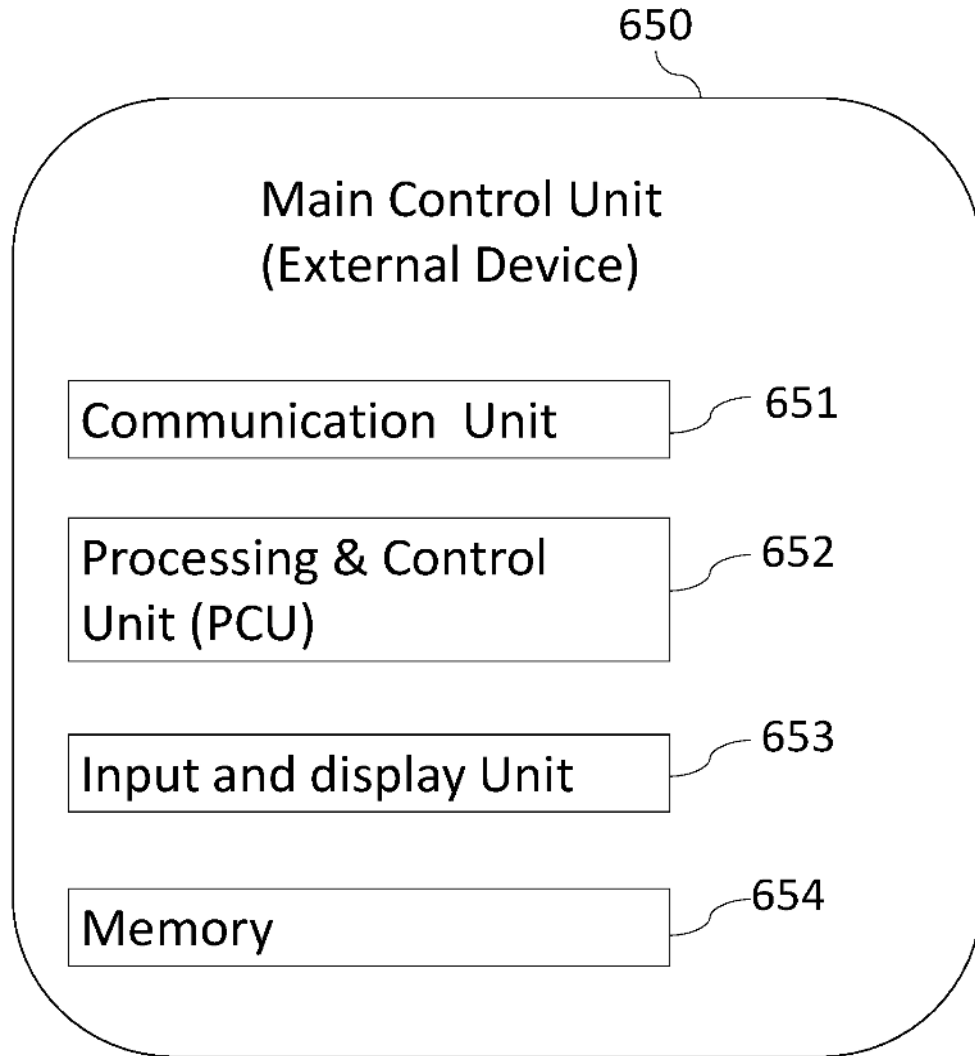 650
Main Control Unit
(External Device)
Communication  Unit
651
Processing & Control
Unit (PCU)
652
Input and display Unit
653
Memory
654